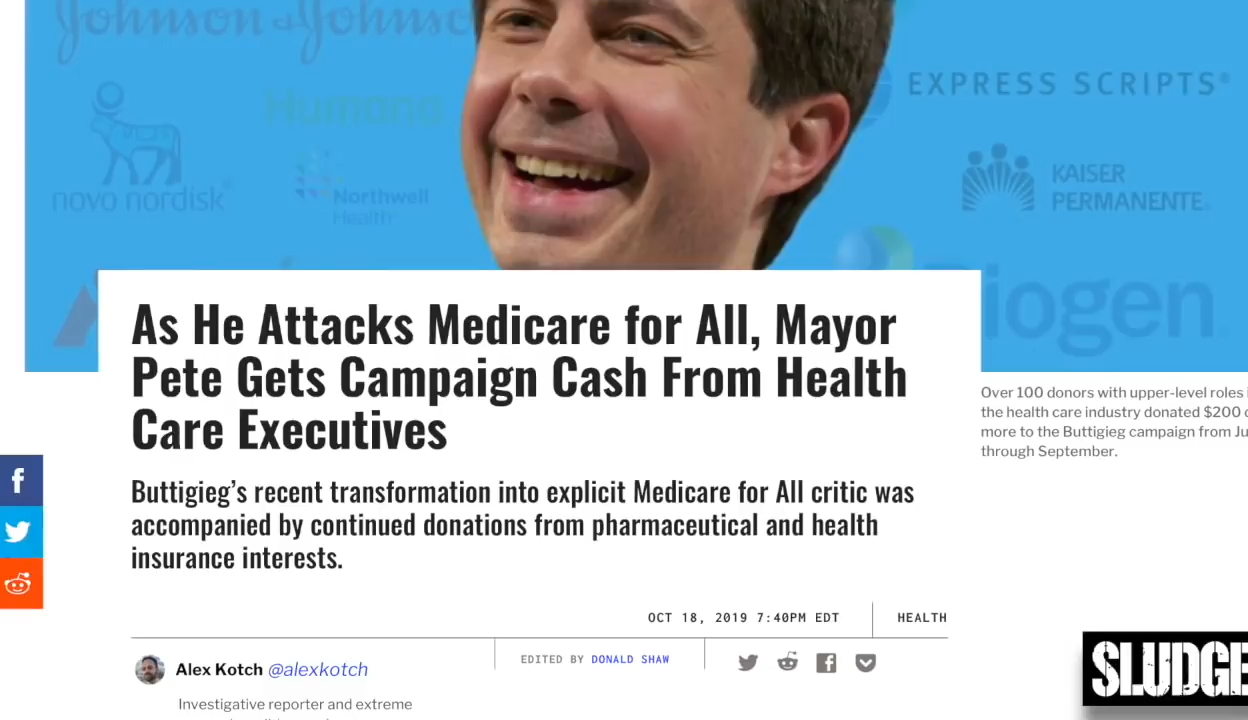 Johnson & Johnson
Humana
EXPRESS SCRIPTS®
novo nordisk®
Northwell
Health
KAISER
PERMANENTE®
Biogen
As He Attacks Medicare for All, Mayor
Pete Gets Campaign Cash From Health
Care Executives
Over 100 donors with upper-level roles i
the health care industry donated $200 o
more to the Buttigieg campaign from Ju
through September.
Buttigieg's recent transformation into explicit Medicare for All critic was
accompanied by continued donations from pharmaceutical and health
insurance interests.
OCT 18, 2019 7:40PM EDT
HEALTH
Alex Kotch @alexkotch
EDITED BY DONALD SHAW
Investigative reporter and extreme
SLUDGE